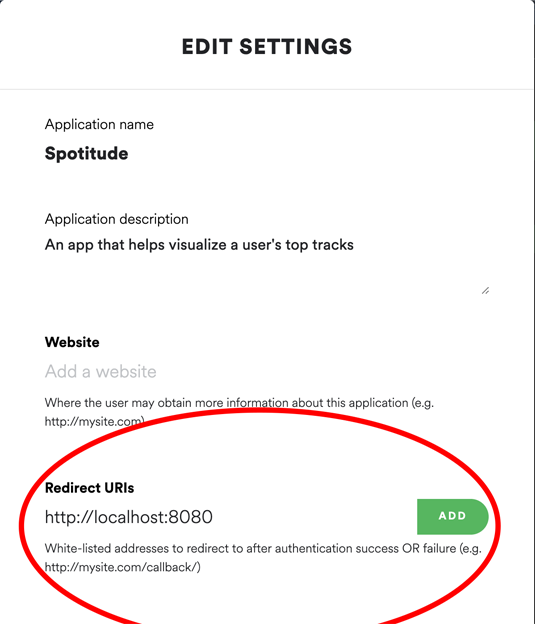 EDIT SETTINGS
Application name
Spotitude
Application description
An app that helps visualize a user's top tracks
Website
Add a website
Where the user may obtain more information about this application (e.g.
http://mysite.com)
Redirect URIs
http://localhost:8080
ADD
White-listed addresses to redirect to after authentication success OR failure (e.g.
http://mysite.com/callback/)